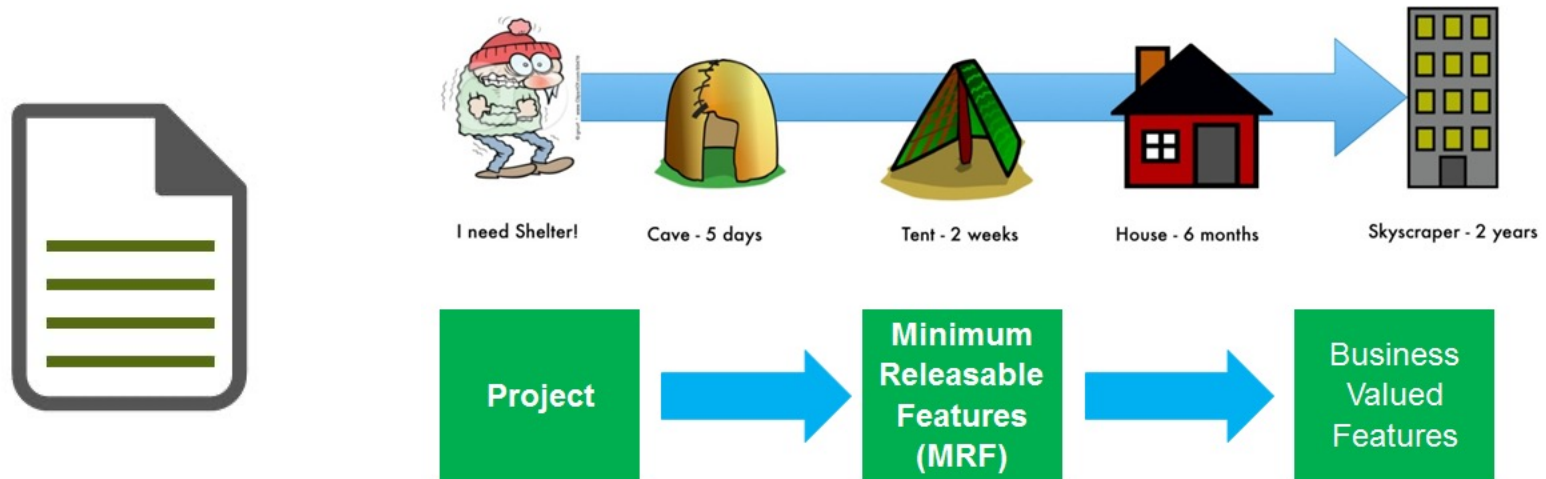 I need Shelter!
Cave - 5 days
Tent - 2 weeks
House - 6 months
Skyscraper - 2 years
Project
Minimum
Releasable
Features
(MRF)
Business
Valued
Features